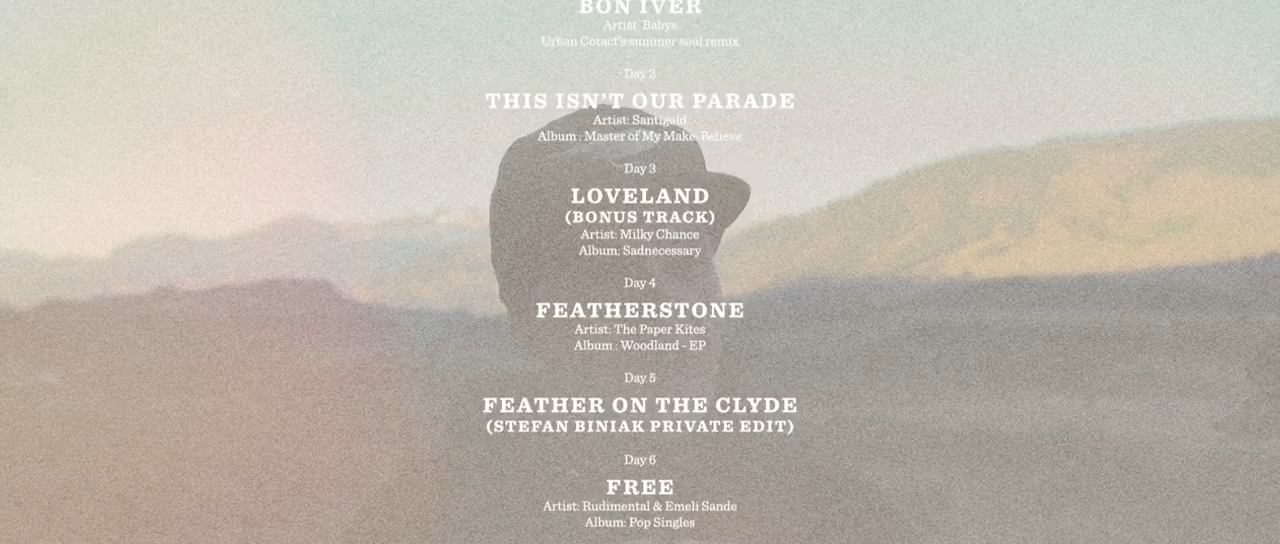 BON IVER
Artist: Babys
Urban Cotact's summer soul remix
Day 2
THIS ISN'T OUR PARADE
Artist: Santigold
Album : Master of My Make-Believe
Day 3
LOVELAND
(BONUS TRACK)
Artist: Milky Chance
Album: Sadnecessary
Day 4
FEATHERSTONE
Artist: The Paper Kites
Album : Woodland - EP
Day 5
FEATHER ON THE CLYDE
(STEFAN BINIAK PRIVATE EDIT)
Day 6
FREE
Artist: Rudimental & Emeli Sande
Album: Pop Singles